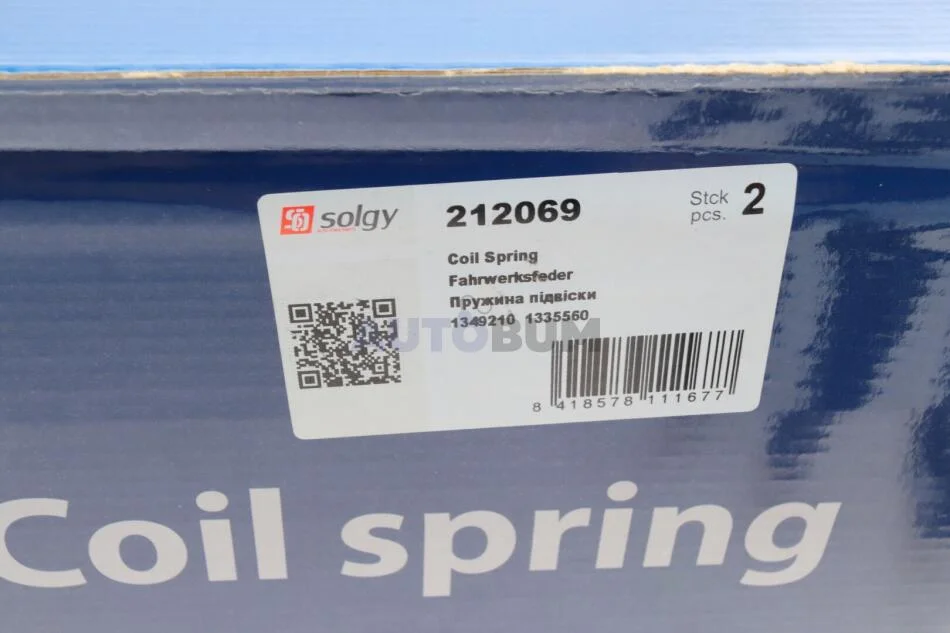 solgy
212069
Stck
pcs. 2
Coil Spring
Fahrwerksfeder
Пружина підвіски
1349210 1335560
AUTOBUM
8 418578 111677
Coil spring